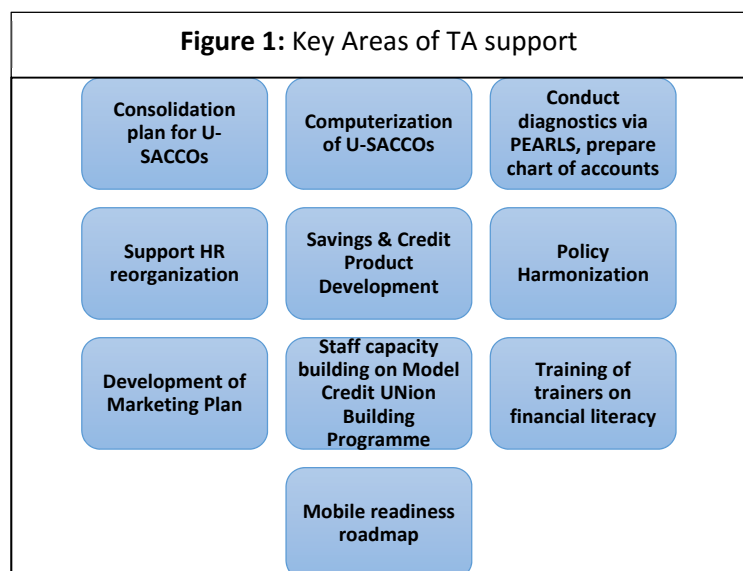 Figure 1: Key Areas of TA support
Consolidation
plan for U-
SACCOs
Computerization
of U-SACCOs
Conduct
diagnostics via
PEARLS, prepare
chart of accounts
Support HR
reorganization
Savings & Credit
Product
Development
Policy
Harmonization
Development of
Marketing Plan
Staff capacity
building on Model
Credit UNion
Building
Programme
Training of
trainers on
financial literacy
Mobile readiness
roadmap